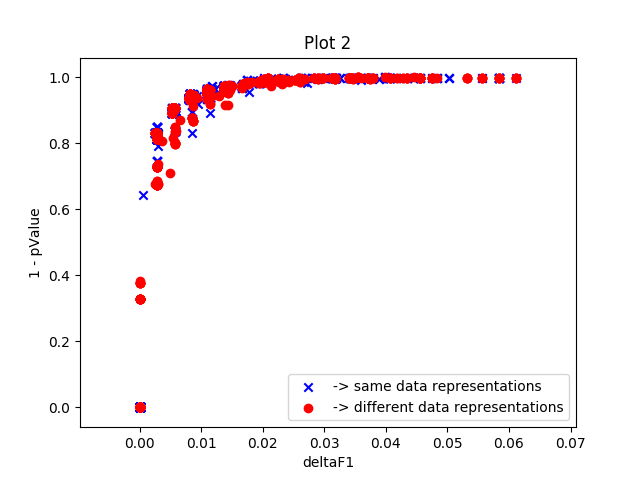 Plot 2
1.0
0.8
0.6
0.4
0.2
0.0
1 - pValue
0.00 0.01 0.02 0.03 0.04 0.05 0.06 0.07
deltaF1
-> same data representations
-> different data representations